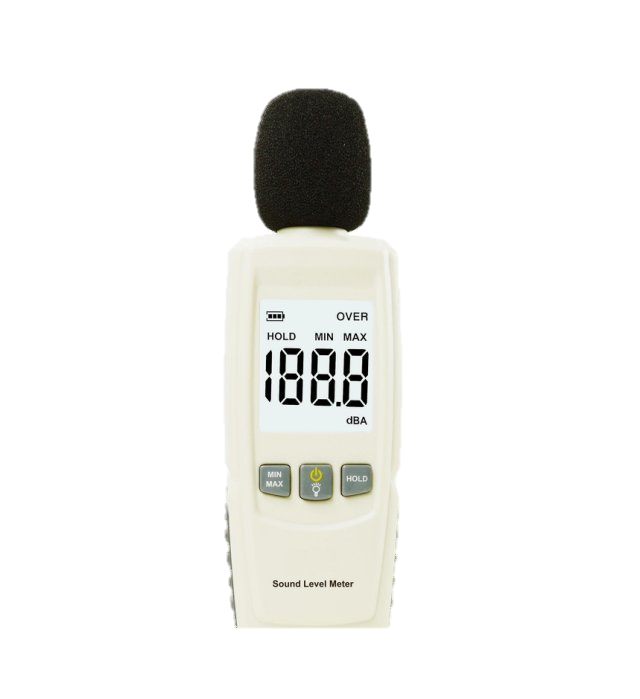 OVER
HOLD MIN MAX
188.8
dBA
MIN
MAX
HOLD
Sound Level Meter